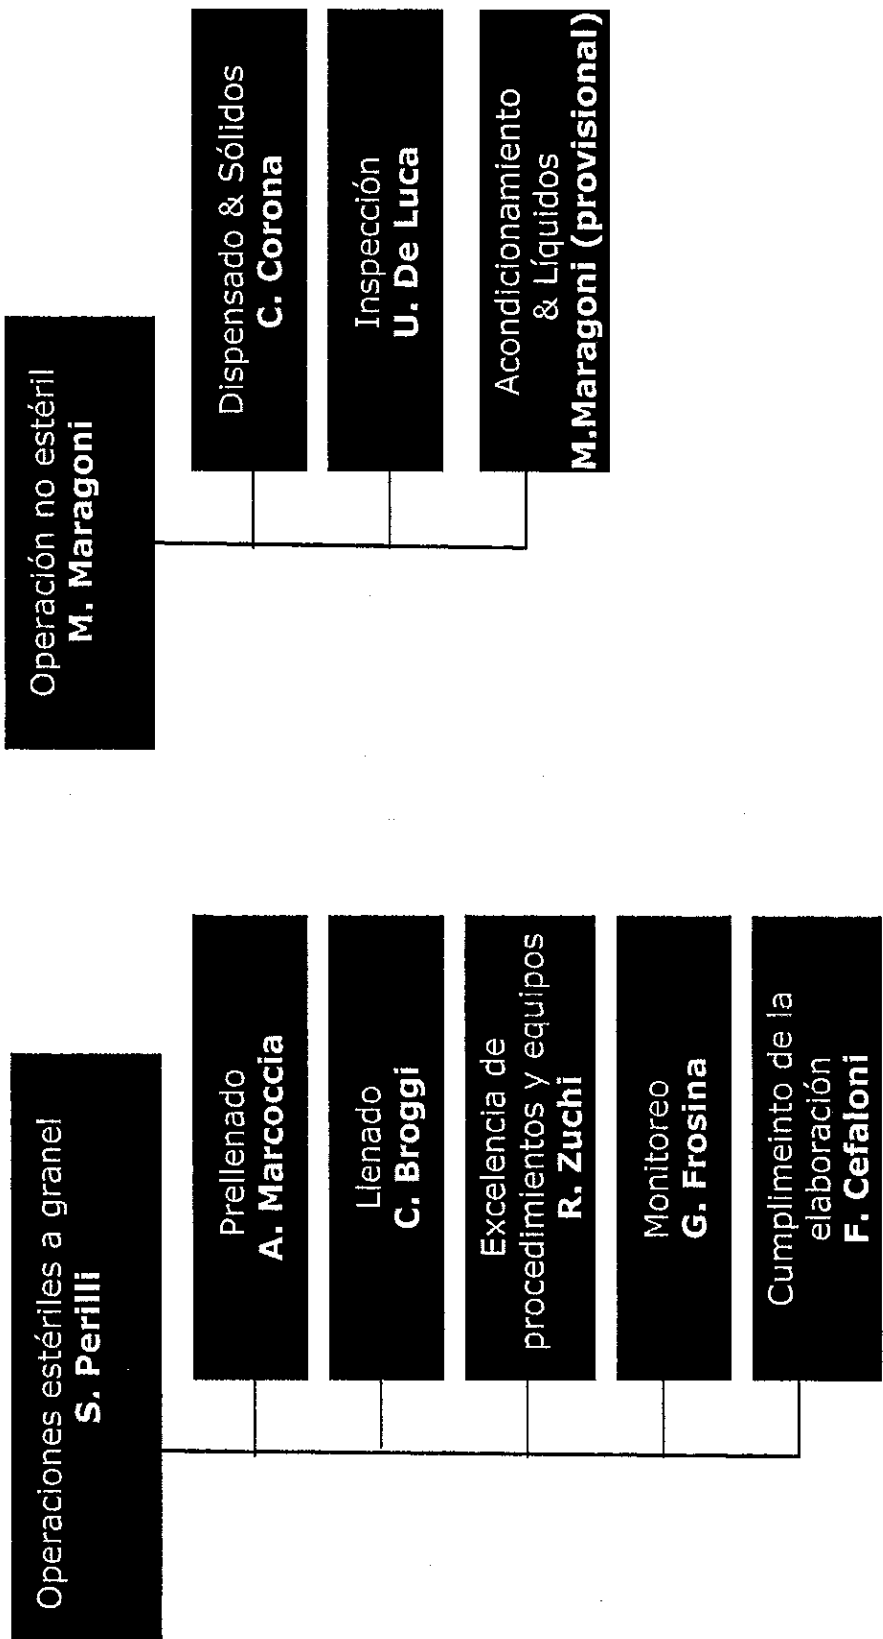 Operaciones estériles a granel
S. Perilli
Prellenado
A. Marcoccia
Llenado
C. Broggi
Excelencia de
procedimientos y equipos
R. Zuchi
Monitoreo
G. Frosina
Cumplimeinto de la
elaboración
F. Cefaloni
Operación no estéril
M. Maragoni
Dispensado & Sólidos
C. Corona
Inspección
U. De Luca
Acondicionamiento
& Líquidos
M.Maragoni (provisional)